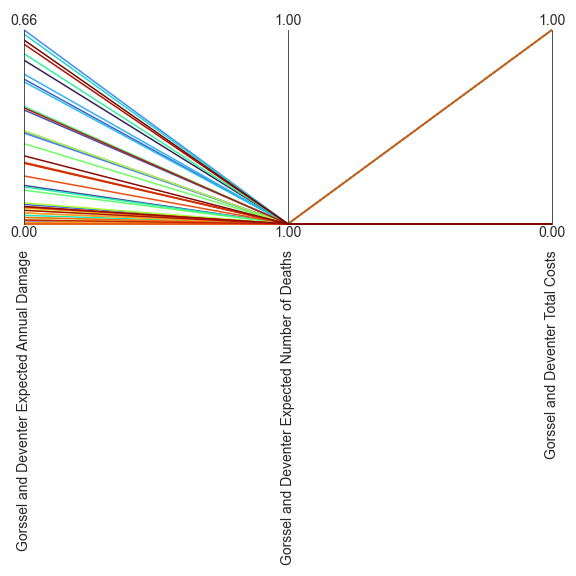 0.66
1.00
1.00
0.00
1.00
0.00
Gorssel and Deventer Expected Annual Damage
Gorssel and Deventer Expected Number of Deaths
Gorssel and Deventer Total Costs